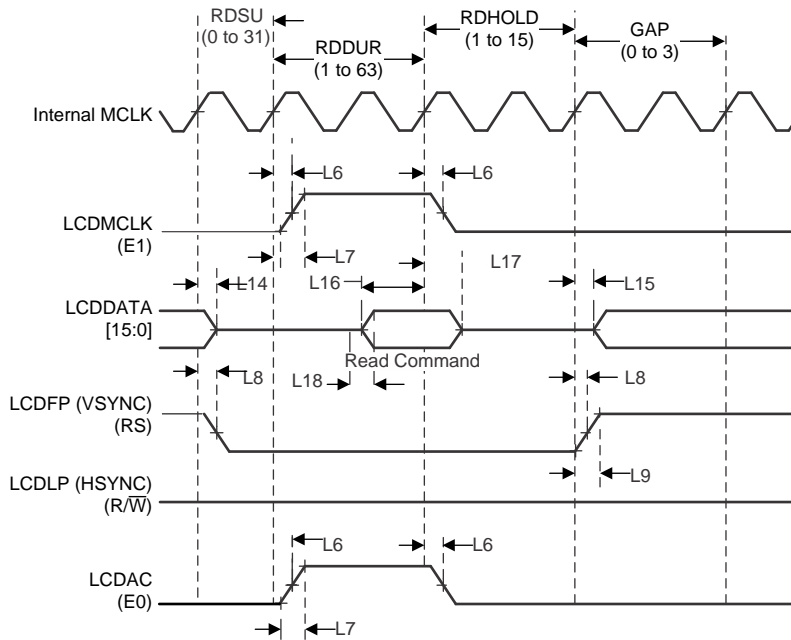 RDSU
(0 to 31)
RDDUR
(1 to 63)
RDHOLD
(1 to 15)
GAP
(0 to 3)
Internal MCLK
L6
L6
LCDMCLK
(E1)
L7
L14
L16
L17
L15
LCDDATA
[15:0]
Read Command
L8
L18
L8
LCDFP (VSYNC)
(RS)
L9
LCDLP (HSYNC)
(R/W̅)
L6
L6
LCDAC
(E0)
L7